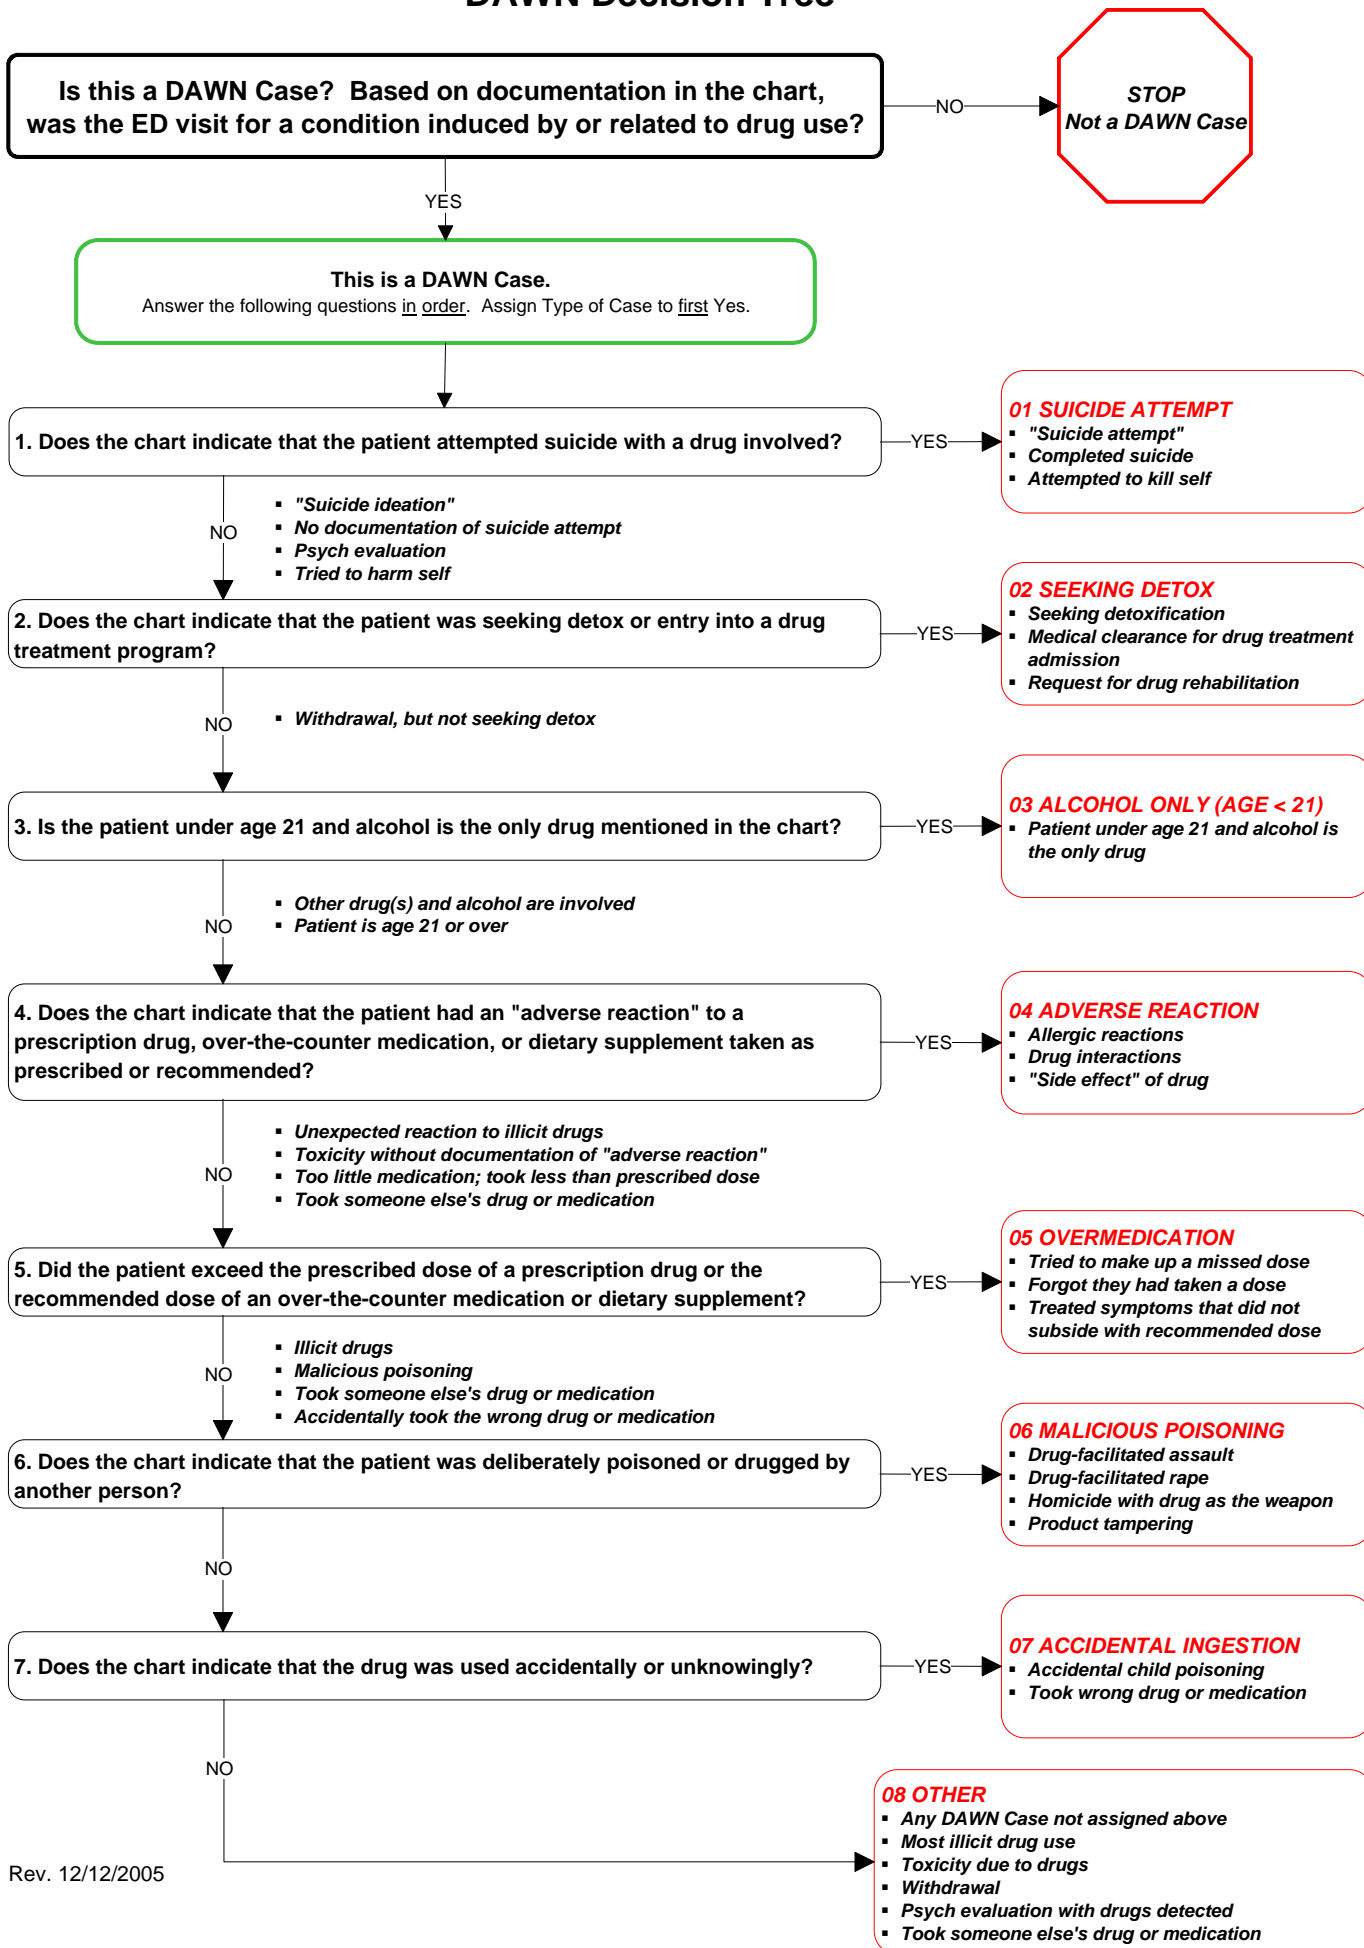 DAWN Decision Tree
Is this a DAWN Case?  Based on documentation in the chart,
was the ED visit for a condition induced by or related to drug use?
NO
STOP
Not a DAWN Case
YES
This is a DAWN Case.
Answer the following questions in order.  Assign Type of Case to first Yes.
1. Does the chart indicate that the patient attempted suicide with a drug involved?
YES
01 SUICIDE ATTEMPT
▪ "Suicide attempt"
▪ Completed suicide
▪ Attempted to kill self
NO
▪ "Suicide ideation"
▪ No documentation of suicide attempt
▪ Psych evaluation
▪ Tried to harm self
2. Does the chart indicate that the patient was seeking detox or entry into a drug
treatment program?
YES
02 SEEKING DETOX
▪ Seeking detoxification
▪ Medical clearance for drug treatment
admission
▪ Request for drug rehabilitation
NO
▪ Withdrawal, but not seeking detox
3. Is the patient under age 21 and alcohol is the only drug mentioned in the chart?
YES
03 ALCOHOL ONLY (AGE < 21)
▪ Patient under age 21 and alcohol is
the only drug
NO
▪ Other drug(s) and alcohol are involved
▪ Patient is age 21 or over
4. Does the chart indicate that the patient had an "adverse reaction" to a
prescription drug, over-the-counter medication, or dietary supplement taken as
prescribed or recommended?
YES
04 ADVERSE REACTION
▪ Allergic reactions
▪ Drug interactions
▪ "Side effect" of drug
NO
▪ Unexpected reaction to illicit drugs
▪ Toxicity without documentation of "adverse reaction"
▪ Too little medication; took less than prescribed dose
▪ Took someone else's drug or medication
5. Did the patient exceed the prescribed dose of a prescription drug or the
recommended dose of an over-the-counter medication or dietary supplement?
YES
05 OVERMEDICATION
▪ Tried to make up a missed dose
▪ Forgot they had taken a dose
▪ Treated symptoms that did not
subside with recommended dose
NO
▪ Illicit drugs
▪ Malicious poisoning
▪ Took someone else's drug or medication
▪ Accidentally took the wrong drug or medication
6. Does the chart indicate that the patient was deliberately poisoned or drugged by
another person?
YES
06 MALICIOUS POISONING
▪ Drug-facilitated assault
▪ Drug-facilitated rape
▪ Homicide with drug as the weapon
▪ Product tampering
NO
7. Does the chart indicate that the drug was used accidentally or unknowingly?
YES
07 ACCIDENTAL INGESTION
▪ Accidental child poisoning
▪ Took wrong drug or medication
NO
08 OTHER
▪ Any DAWN Case not assigned above
▪ Most illicit drug use
▪ Toxicity due to drugs
▪ Withdrawal
▪ Psych evaluation with drugs detected
▪ Took someone else's drug or medication
Rev. 12/12/2005